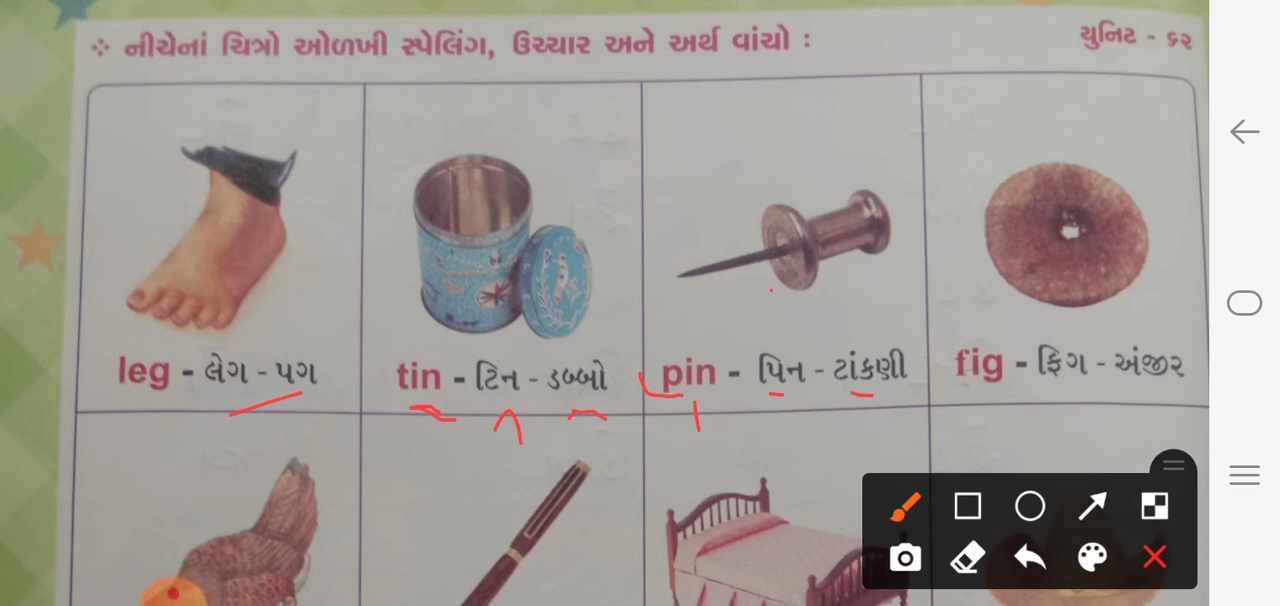 ❖ નીચેનાં ચિત્રો ઓળખી સ્પેલિંગ, ઉચ્ચાર અને અર્થ વાંચો :
યુનિટ - ૬૨
leg - લેગ - પગ
tin - ટિન - ડબ્બો
pin - પિન - ટાંકણી
fig - ફિગ - અંજીર